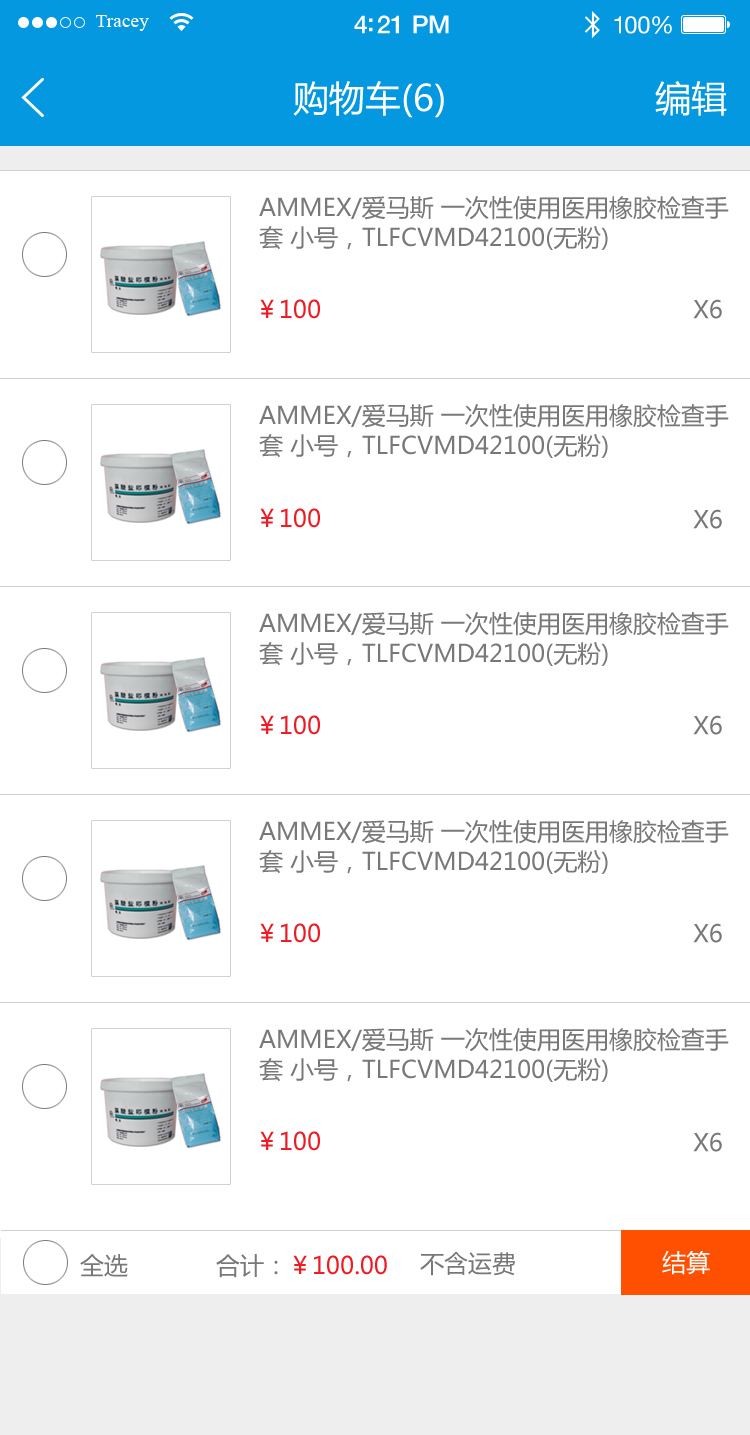 Tracey 4:21 PM 100%
购物车(6) 编辑
AMMEX/爱马斯 一次性使用医用橡胶检查手
套 小号，TLFCVMD42100(无粉)
¥100 X6
AMMEX/爱马斯 一次性使用医用橡胶检查手
套 小号，TLFCVMD42100(无粉)
¥100 X6
AMMEX/爱马斯 一次性使用医用橡胶检查手
套 小号，TLFCVMD42100(无粉)
¥100 X6
AMMEX/爱马斯 一次性使用医用橡胶检查手
套 小号，TLFCVMD42100(无粉)
¥100 X6
AMMEX/爱马斯 一次性使用医用橡胶检查手
套 小号，TLFCVMD42100(无粉)
¥100 X6
全选 合计：¥100.00 不含运费 结算